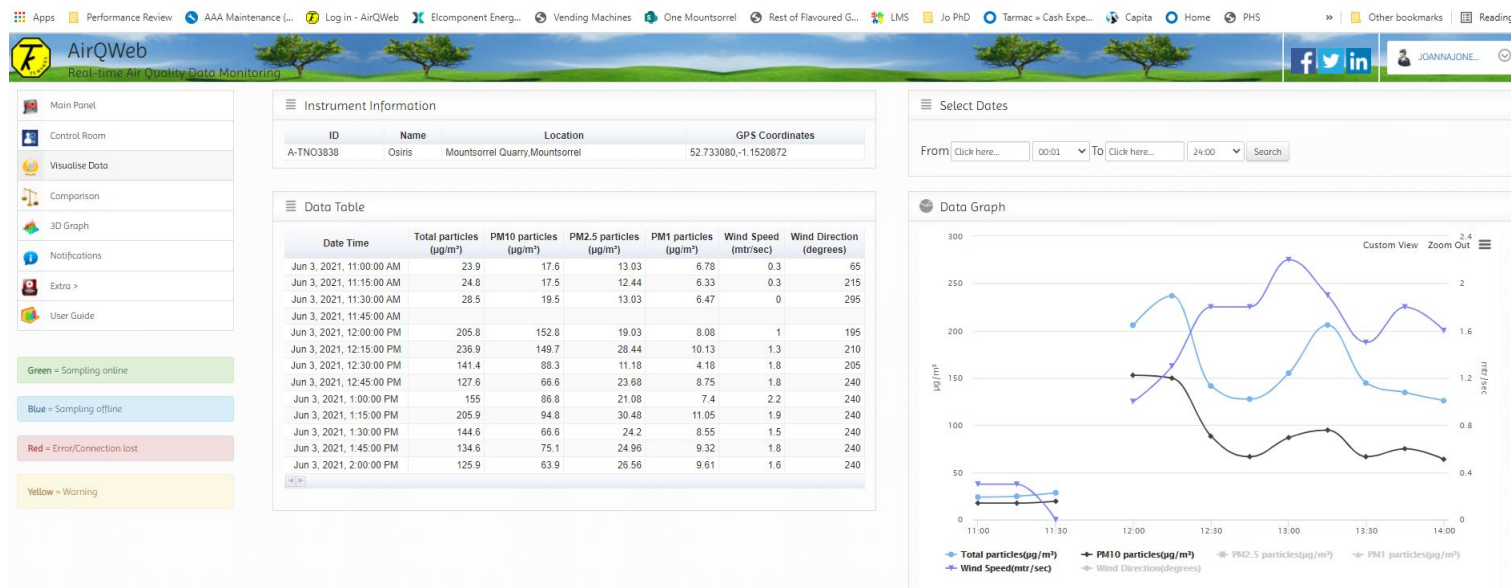 Apps Performance Review AAA Maintenance (... Log in - AirQWeb Elcomponent Energ... Vending Machines One Mountsorrel Rest of Flavoured G... LMS Jo PhD Tarmac » Cash Expe... Capita Home PHS » Other bookmarks Reading
AirQWeb
Real-time Air Quality Data Monitoring
JOANNAJONE...
Main Panel
Control Room
Visualise Data
Comparison
3D Graph
Notifications
Extra >
User Guide
Green = Sampling online
Blue = Sampling offline
Red = Error/Connection lost
Yellow = Warning
Instrument Information
ID Name Location GPS Coordinates
A-TNO3838 Osiris Mountsorrel Quarry,Mountsorrel 52.733080,-1.1520872
Data Table
Date Time Total particles (µg/m³) PM10 particles (µg/m³) PM2.5 particles (µg/m³) PM1 particles (µg/m³) Wind Speed (mtr/sec) Wind Direction (degrees)
Jun 3, 2021, 11:00:00 AM 23.9 17.6 13.03 6.78 0.3 65
Jun 3, 2021, 11:15:00 AM 24.8 17.5 12.44 6.33 0.3 215
Jun 3, 2021, 11:30:00 AM 28.5 19.5 13.03 6.47 0 295
Jun 3, 2021, 11:45:00 AM
Jun 3, 2021, 12:00:00 PM 205.8 152.8 19.03 8.08 1 195
Jun 3, 2021, 12:15:00 PM 236.9 149.7 28.44 10.13 1.3 210
Jun 3, 2021, 12:30:00 PM 141.4 88.3 11.18 4.18 1.8 205
Jun 3, 2021, 12:45:00 PM 127.6 66.6 23.68 8.75 1.8 240
Jun 3, 2021, 1:00:00 PM 155 86.8 21.08 7.4 2.2 240
Jun 3, 2021, 1:15:00 PM 205.9 94.8 30.48 11.05 1.9 240
Jun 3, 2021, 1:30:00 PM 144.6 66.6 24.2 8.55 1.5 240
Jun 3, 2021, 1:45:00 PM 134.6 75.1 24.96 9.32 1.8 240
Jun 3, 2021, 2:00:00 PM 125.9 63.9 26.56 9.61 1.6 240
Select Dates
From Click here... 00:01 To Click here... 24:00 Search
Data Graph
Custom View Zoom Out
300 2.4
250 2
200 1.6
150 1.2
100 0.8
50 0.4
0 0
µg/m³
mtr/sec
11:00 11:30 12:00 12:30 13:00 13:30 14:00
Total particles(µg/m³) PM10 particles(µg/m³) PM2.5 particles(µg/m³) PM1 particles(µg/m³)
Wind Speed(mtr/sec) Wind Direction(degrees)